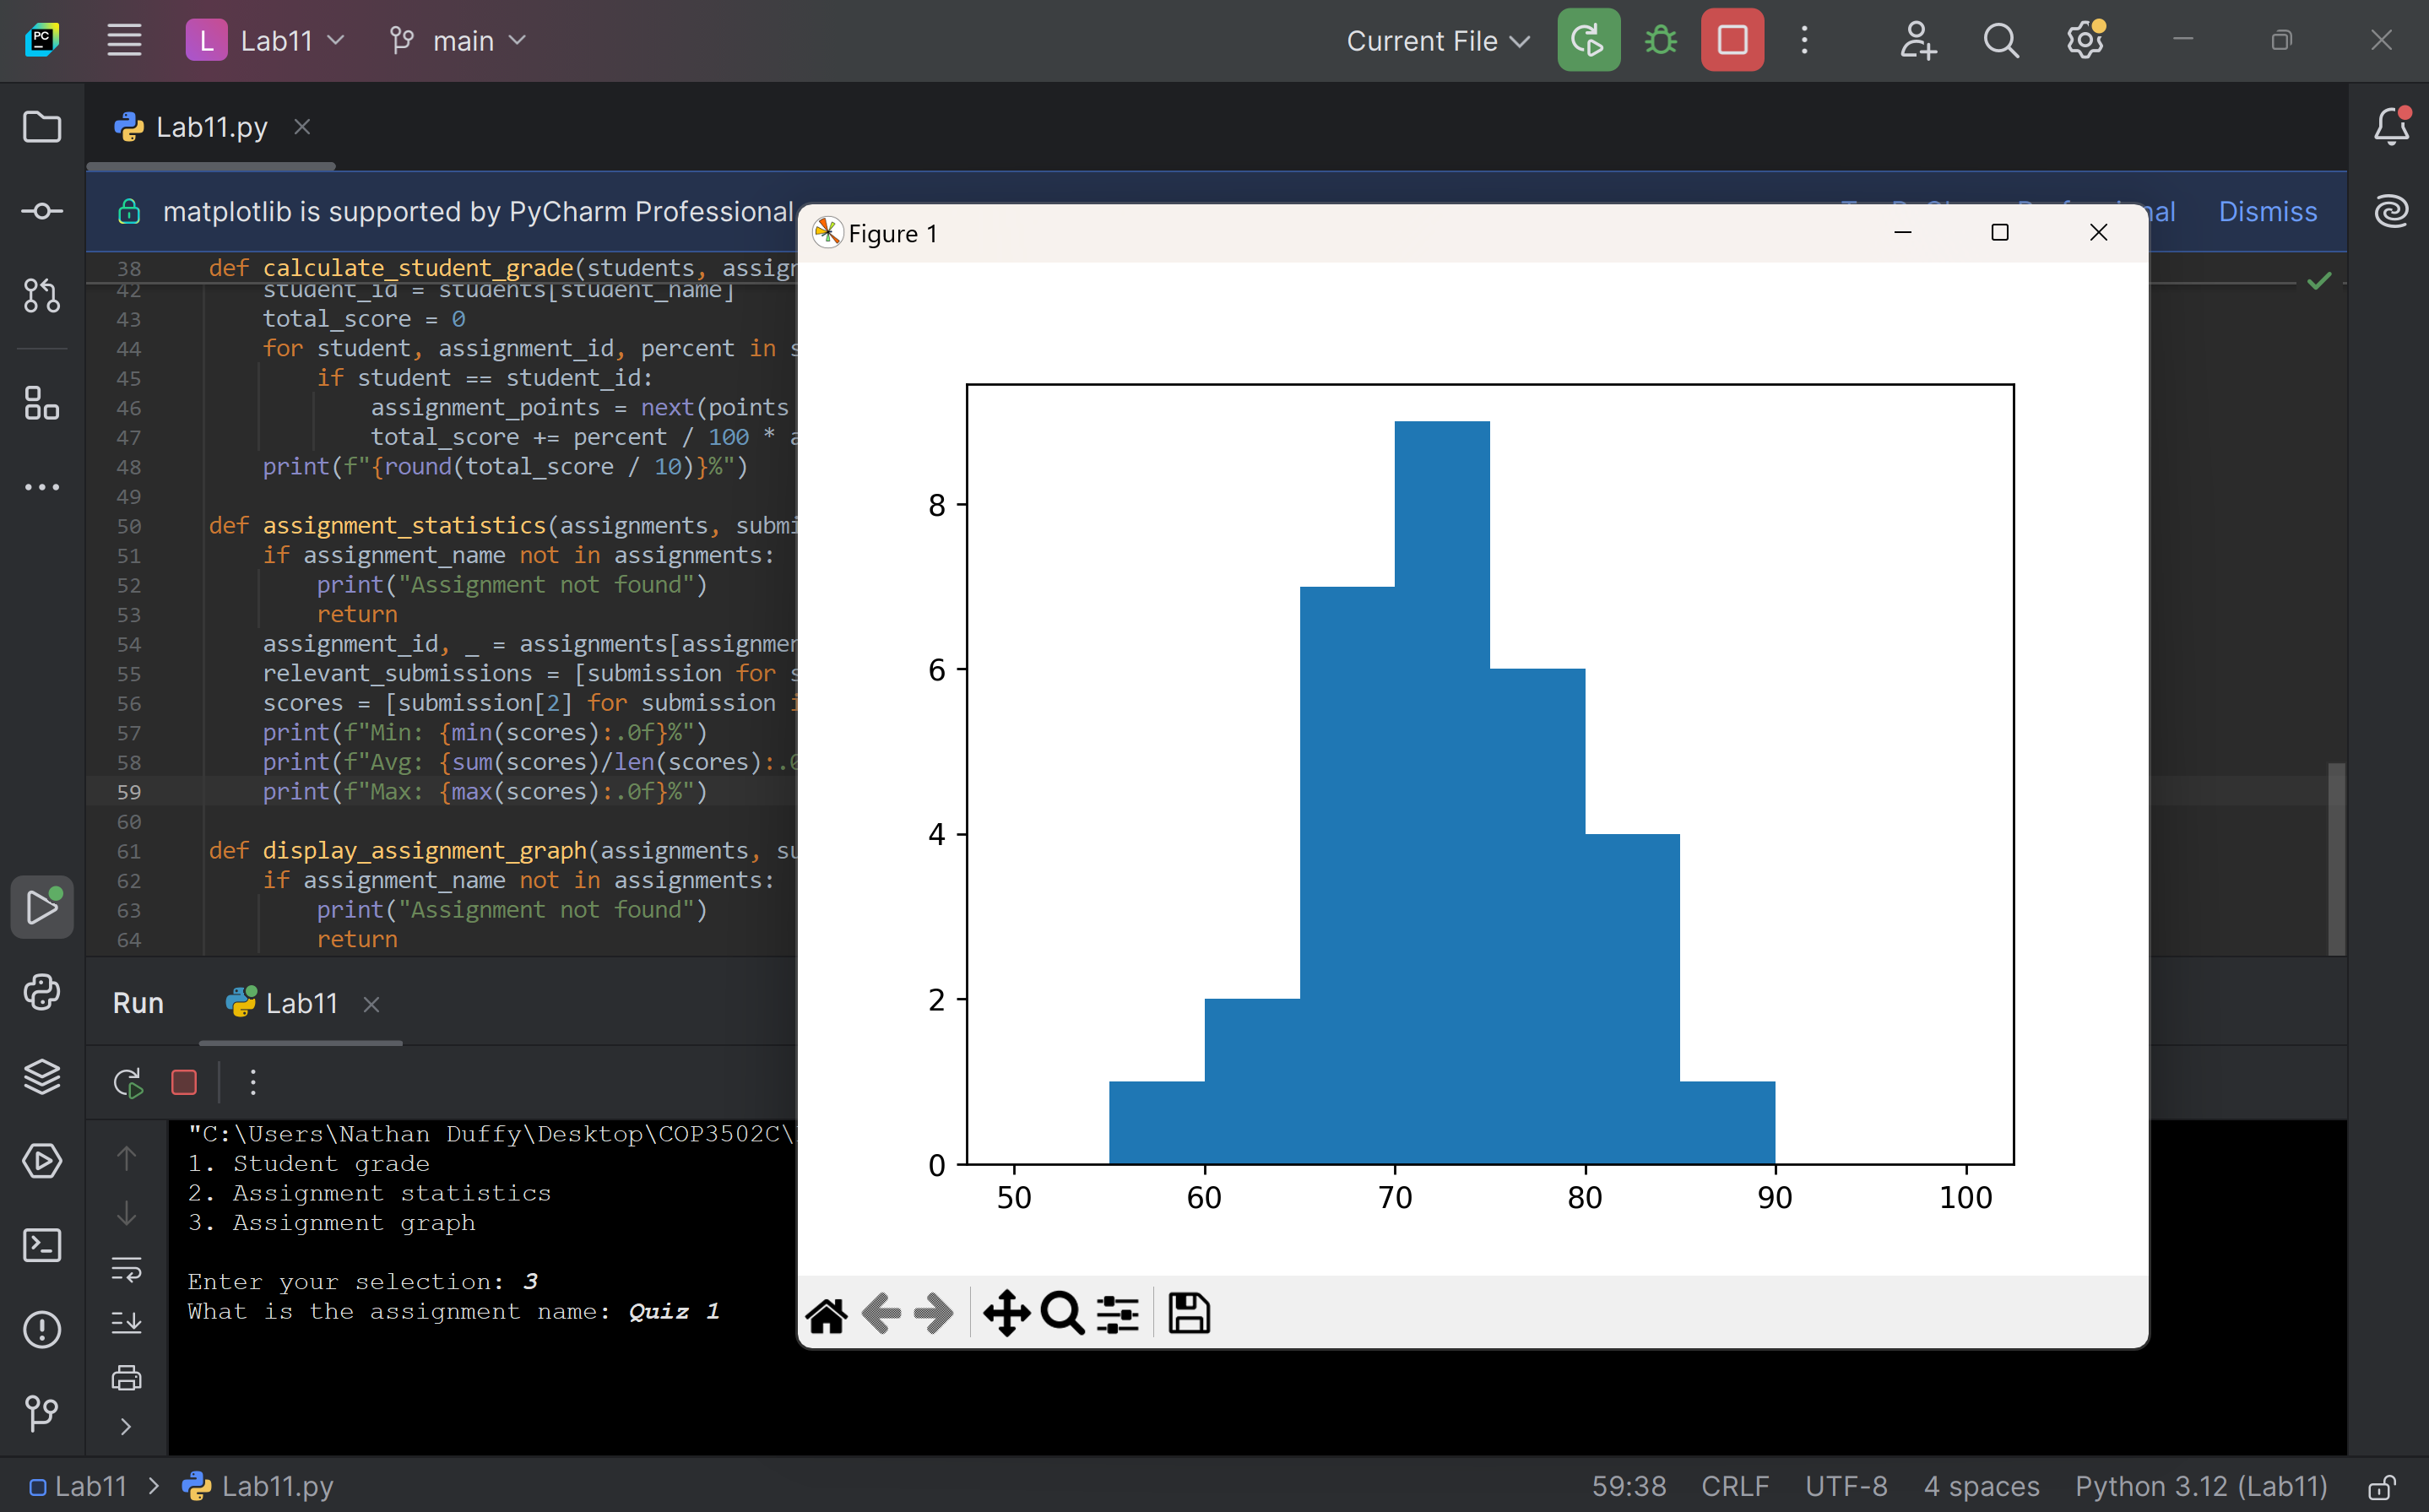 PC
L Lab11 main Current File
Lab11.py
matplotlib is supported by PyCharm Professional
al Dismiss
Figure 1
38 def calculate_student_grade(students, assign
42 student_id = students[student_name]
43 total_score = 0
44 for student, assignment_id, percent in s
45 if student == student_id:
46 assignment_points = next(points
47 total_score += percent / 100 * a
48 print(f"{round(total_score / 10)}%")
49
50 def assignment_statistics(assignments, submi
51 if assignment_name not in assignments:
52 print("Assignment not found")
53 return
54 assignment_id, _ = assignments[assignmen
55 relevant_submissions = [submission for s
56 scores = [submission[2] for submission i
57 print(f"Min: {min(scores):.0f}%")
58 print(f"Avg: {sum(scores)/len(scores):.0
59 print(f"Max: {max(scores):.0f}%")
60
61 def display_assignment_graph(assignments, su
62 if assignment_name not in assignments:
63 print("Assignment not found")
64 return
8
6
4
2
0
50 60 70 80 90 100
Run Lab11
"C:\Users\Nathan Duffy\Desktop\COP3502C\
1. Student grade
2. Assignment statistics
3. Assignment graph
Enter your selection: 3
What is the assignment name: Quiz 1
Lab11 > Lab11.py 59:38 CRLF UTF-8 4 spaces Python 3.12 (Lab11)